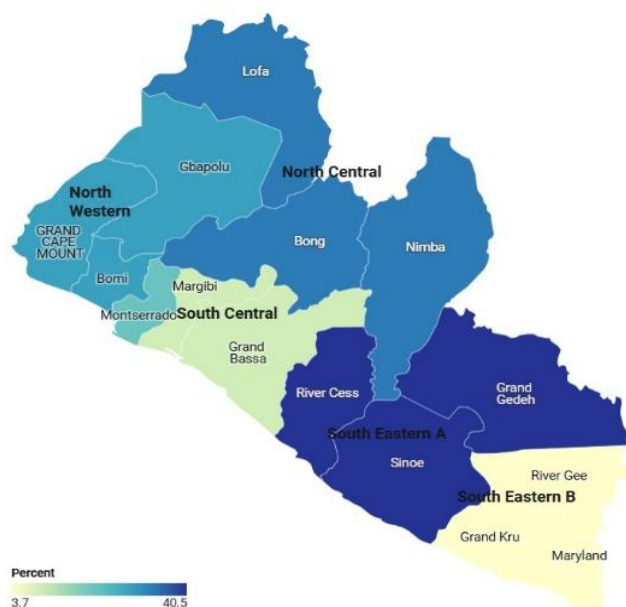 Lofa
Gbapolu
North Central
North
Western
GRAND
CAPE
MOUNT
Bong
Nimba
Bomi
Margibi
Montserrado
South Central
Grand
Bassa
River Cess
Grand
Gedeh
South Eastern A
Sinoe
River Gee
South Eastern B
Grand Kru
Maryland
Percent
3.7 40.5